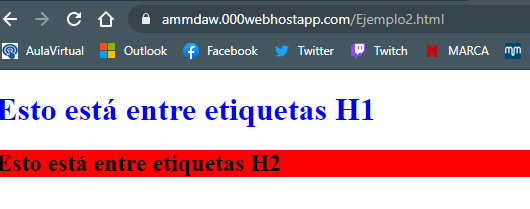 ammdaw.000webhostapp.com/Ejemplo2.html
AulaVirtual Outlook Facebook Twitter Twitch MARCA
Esto está entre etiquetas H1
Esto está entre etiquetas H2